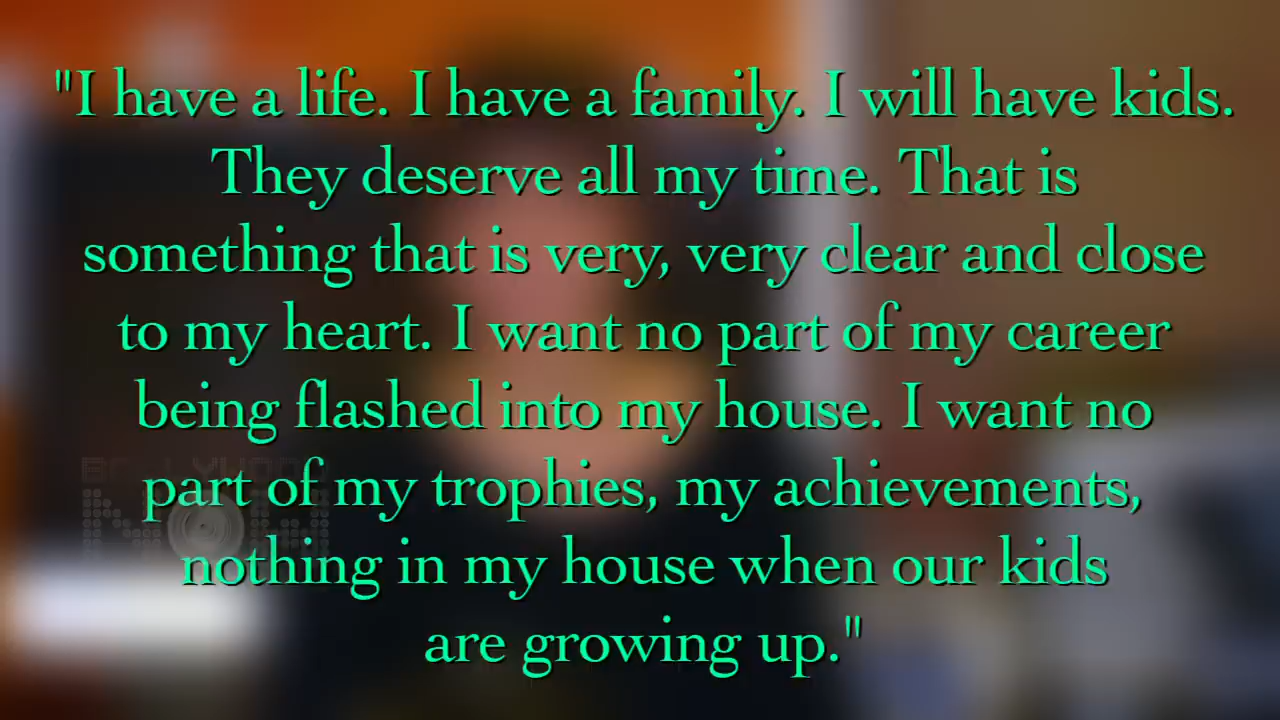 "I have a life. I have a family. I will have kids.
They deserve all my time. That is
something that is very, very clear and close
to my heart. I want no part of my career
being flashed into my house. I want no
part of my trophies, my achievements,
nothing in my house when our kids
are growing up."
BOLLYWOOD
NOW